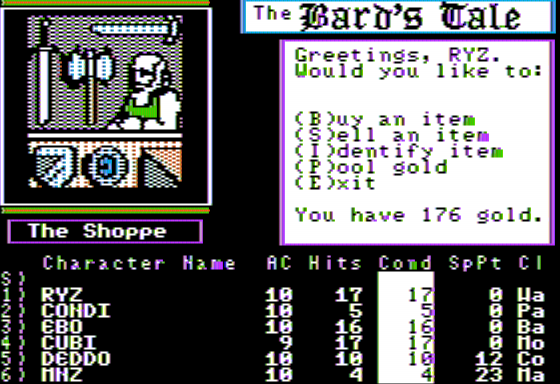 The Bard's Tale
Greetings, RYZ.
Would you like to:
(B)uy an item
(S)ell an item
(I)dentify item
(P)ool gold
(E)xit
You have 176 gold.
The Shoppe
Character Name AC Hits Cond SpPt Cl
S)
1) RYZ 10 17 17 0 Wa
2) CONDI 10 5 5 0 Pa
3) EBO 10 16 16 0 Ba
4) CUBI 9 17 17 0 Mo
5) DEDDO 10 10 10 12 Co
6) MNZ 10 4 4 23 Ma